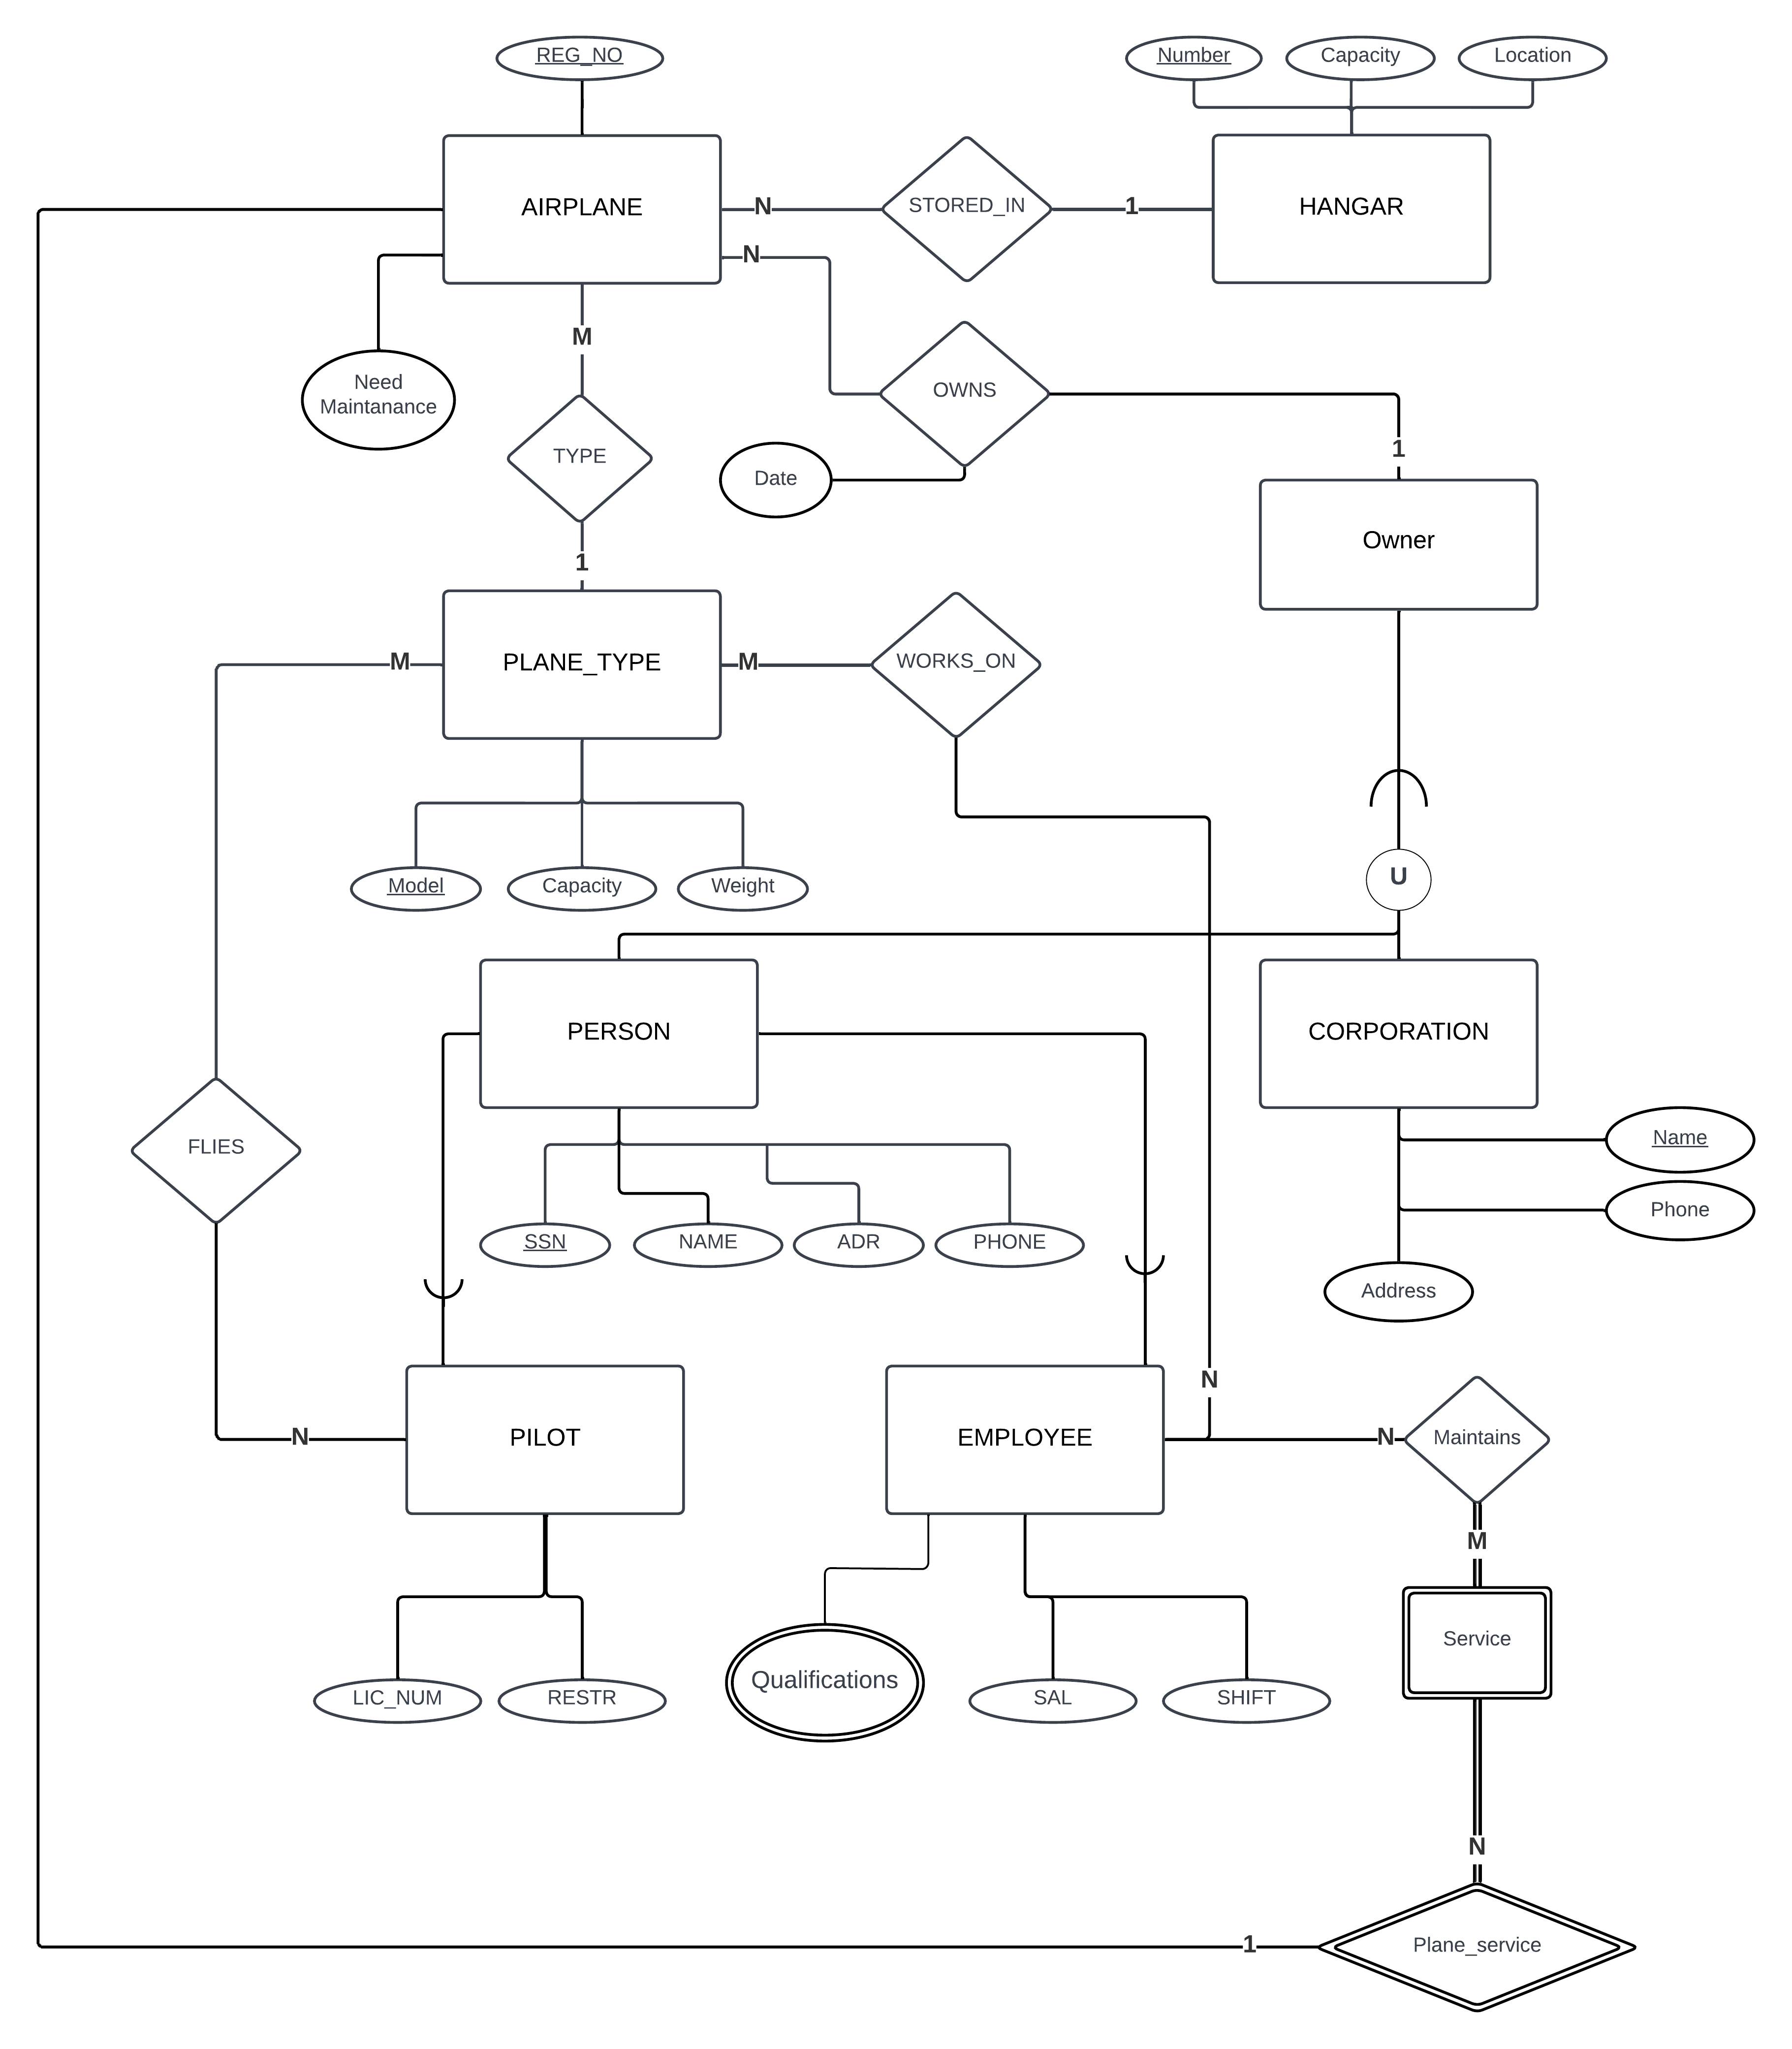 REG_NO
Number
Capacity
Location
AIRPLANE
N
STORED_IN
1
HANGAR
N
M
Need
Maintanance
TYPE
OWNS
Date
1
Owner
1
PLANE_TYPE
M
M
WORKS_ON
Model
Capacity
Weight
U
PERSON
CORPORATION
FLIES
Name
Phone
SSN
NAME
ADR
PHONE
Address
N
PILOT
EMPLOYEE
N
N
Maintains
M
Service
Qualifications
LIC_NUM
RESTR
SAL
SHIFT
N
1
Plane_service